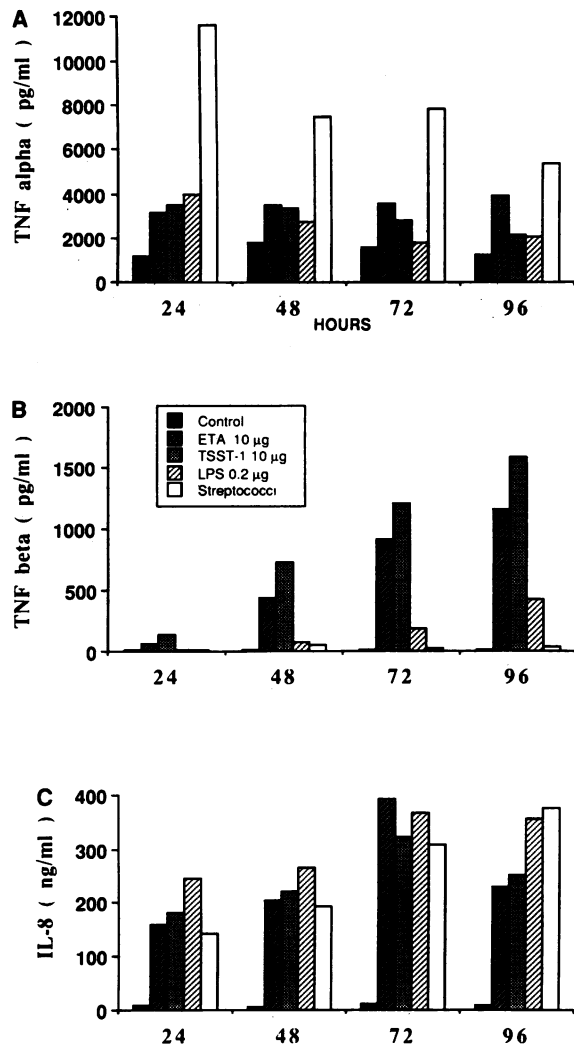 A
TNF alpha ( pg/ml )
12000
10000
8000
6000
4000
2000
0
24 48 72 96
HOURS
B
TNF beta ( pg/ml )
2000
1500
1000
500
0
Control
ETA 10 µg
TSST-1 10 µg
LPS 0.2 µg
Streptococci
24 48 72 96
C
IL-8 ( ng/ml )
400
300
200
100
0
24 48 72 96